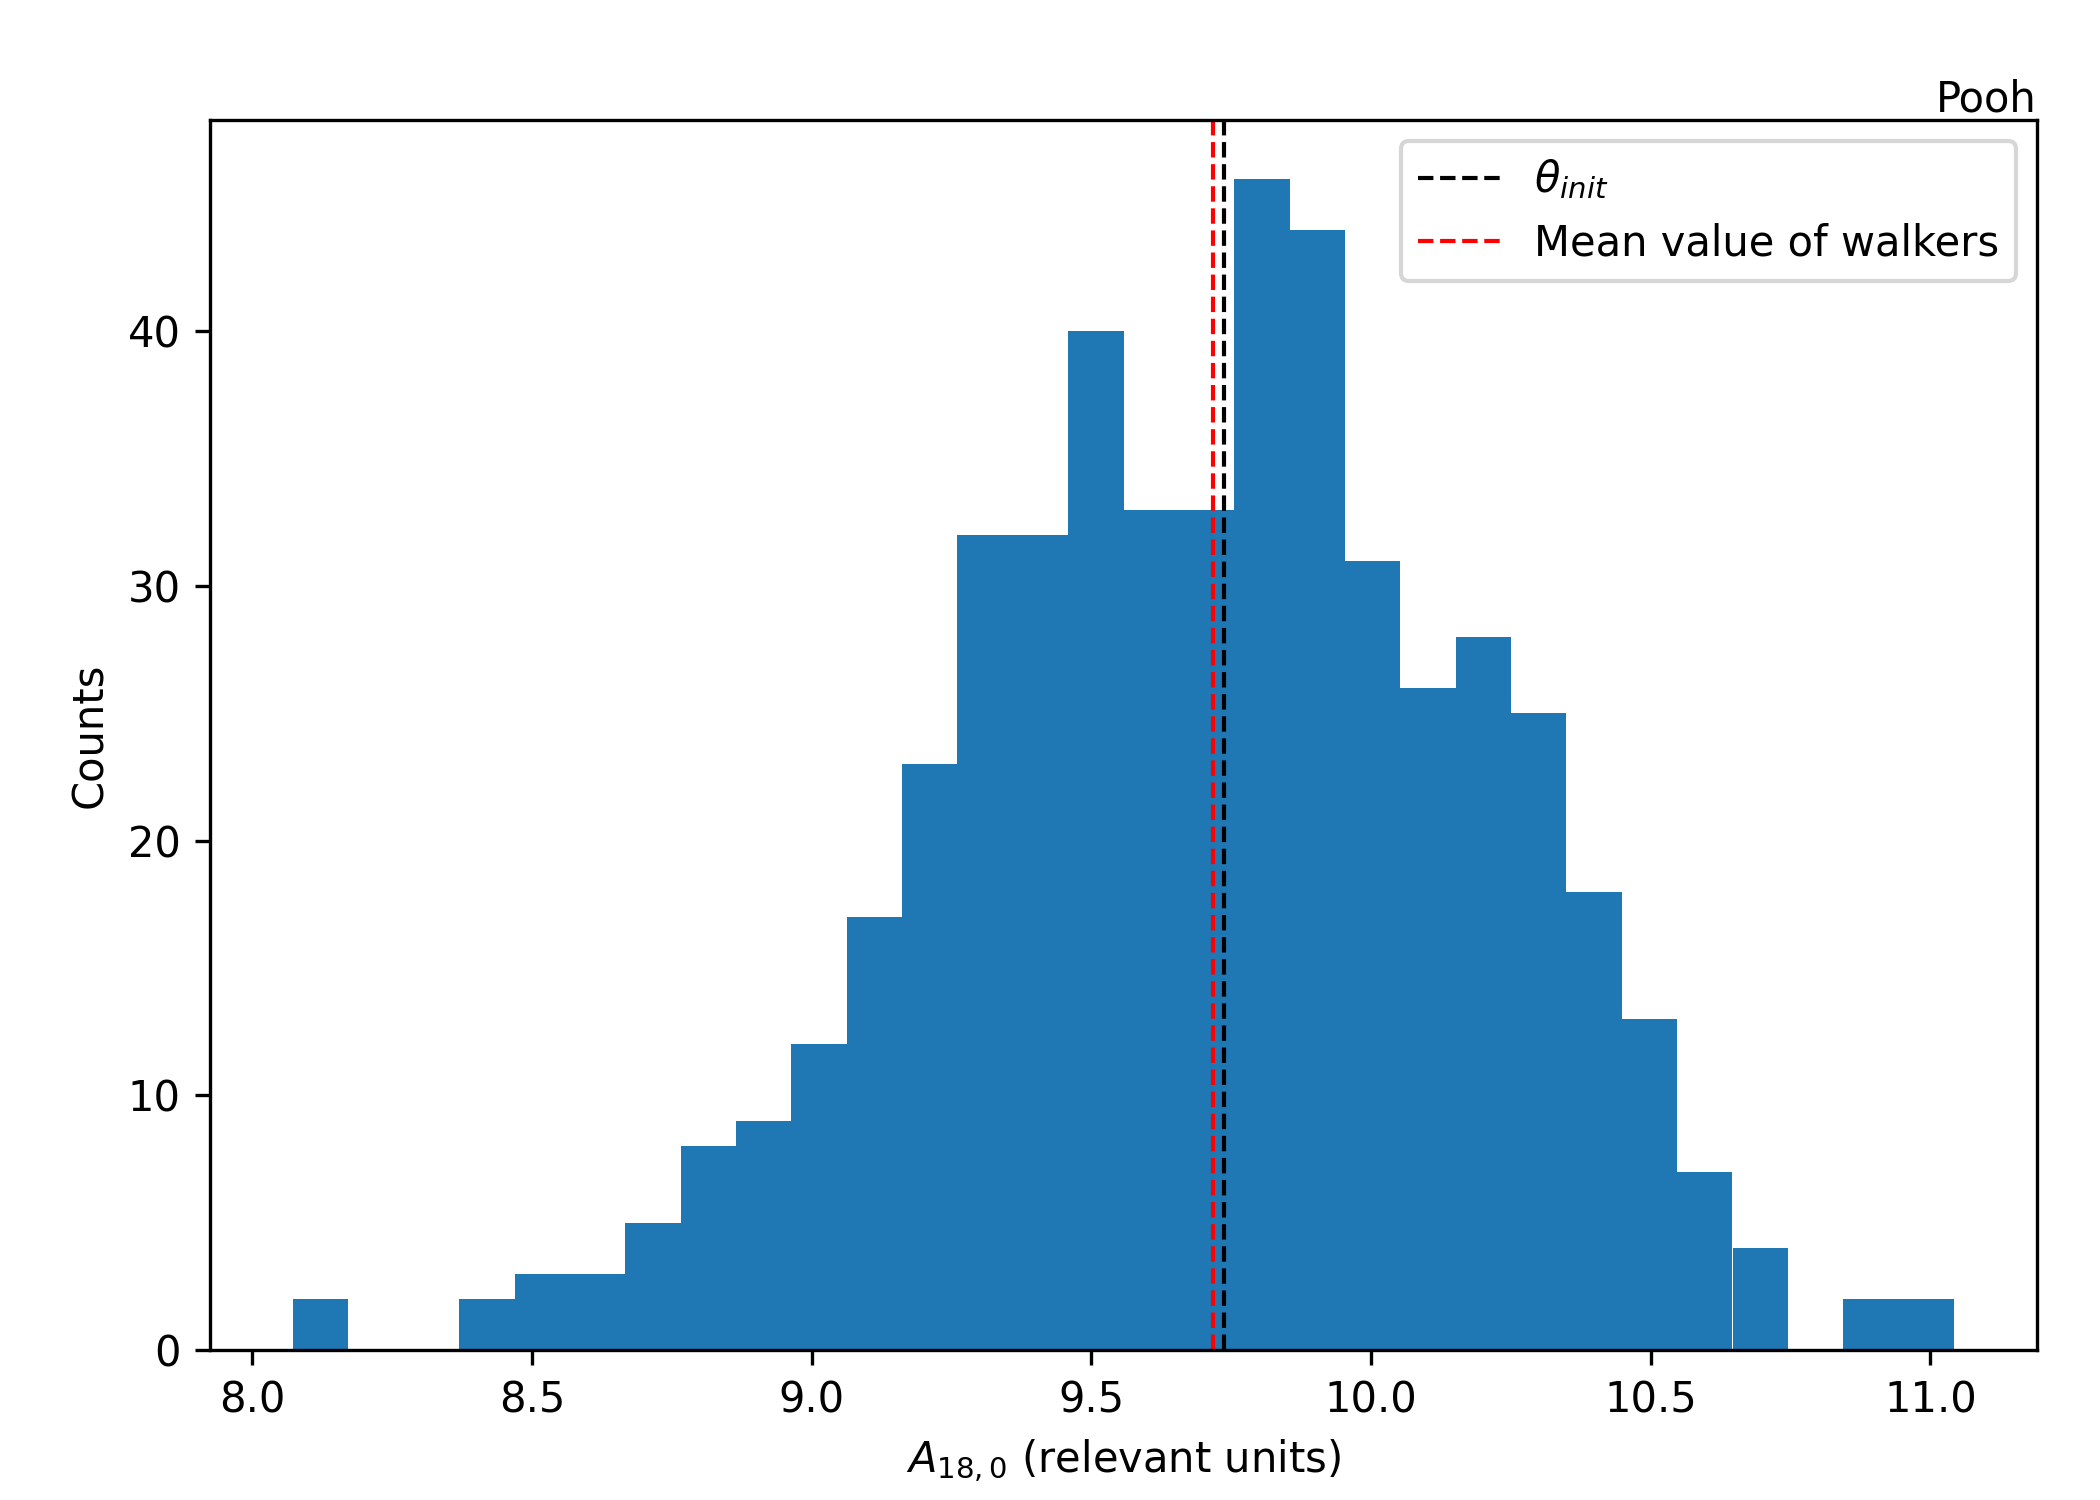 Pooh
θinit
Mean value of walkers
Counts
40
30
20
10
0
8.0 8.5 9.0 9.5 10.0 10.5 11.0
A18,0 (relevant units)